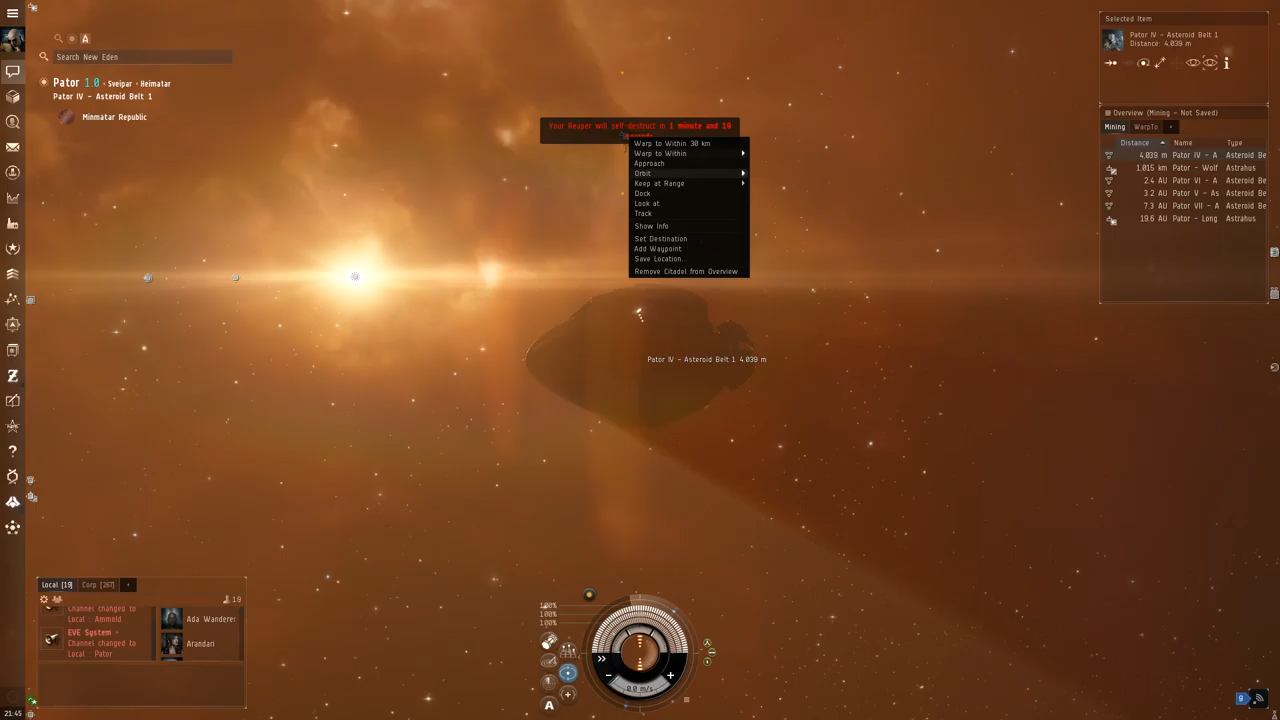 Search New Eden
Pator 1.0 ‹ Sveipar ‹ Heimatar
Pator IV - Asteroid Belt 1
Minmatar Republic
Your Reaper will self-destruct in 1 minute and 10
Warp to Within 30 km
Warp to Within
Approach
Orbit
Keep at Range
Dock
Look at
Track
Show Info
Set Destination
Add Waypoint
Save Location...
Remove Citadel from Overview
Pator IV - Asteroid Belt 1 4.039 m
Selected Item
Pator IV - Asteroid Belt 1
Distance: 4.039 m
Overview (Mining - Not Saved)
Mining WarpTo +
Distance Name Type
4.039 m Pator IV - A Asteroid Be
1.015 km Pator - Wolf Astrahus
2.4 AU Pator VI - A Asteroid Be
3.2 AU Pator V - As Asteroid Be
7.3 AU Pator VII - A Asteroid Be
19.6 AU Pator - Long Astrahus
Local [19] Corp [267] +
19
Channel changed to
Local : Ammold
EVE System >
Channel changed to
Local : Pator
Ada Wanderer
Arandari
100%
100%
100%
0.0 m/s
A
21:45
9